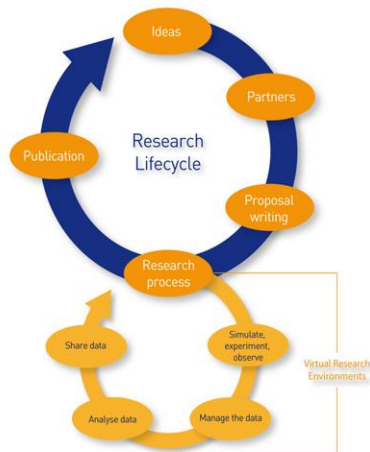 Ideas
Partners
Publication
Research
Lifecycle
Proposal
writing
Research
process
Share data
Simulate,
experiment,
observe
Virtual Research
Environments
Analyse data
Manage the data